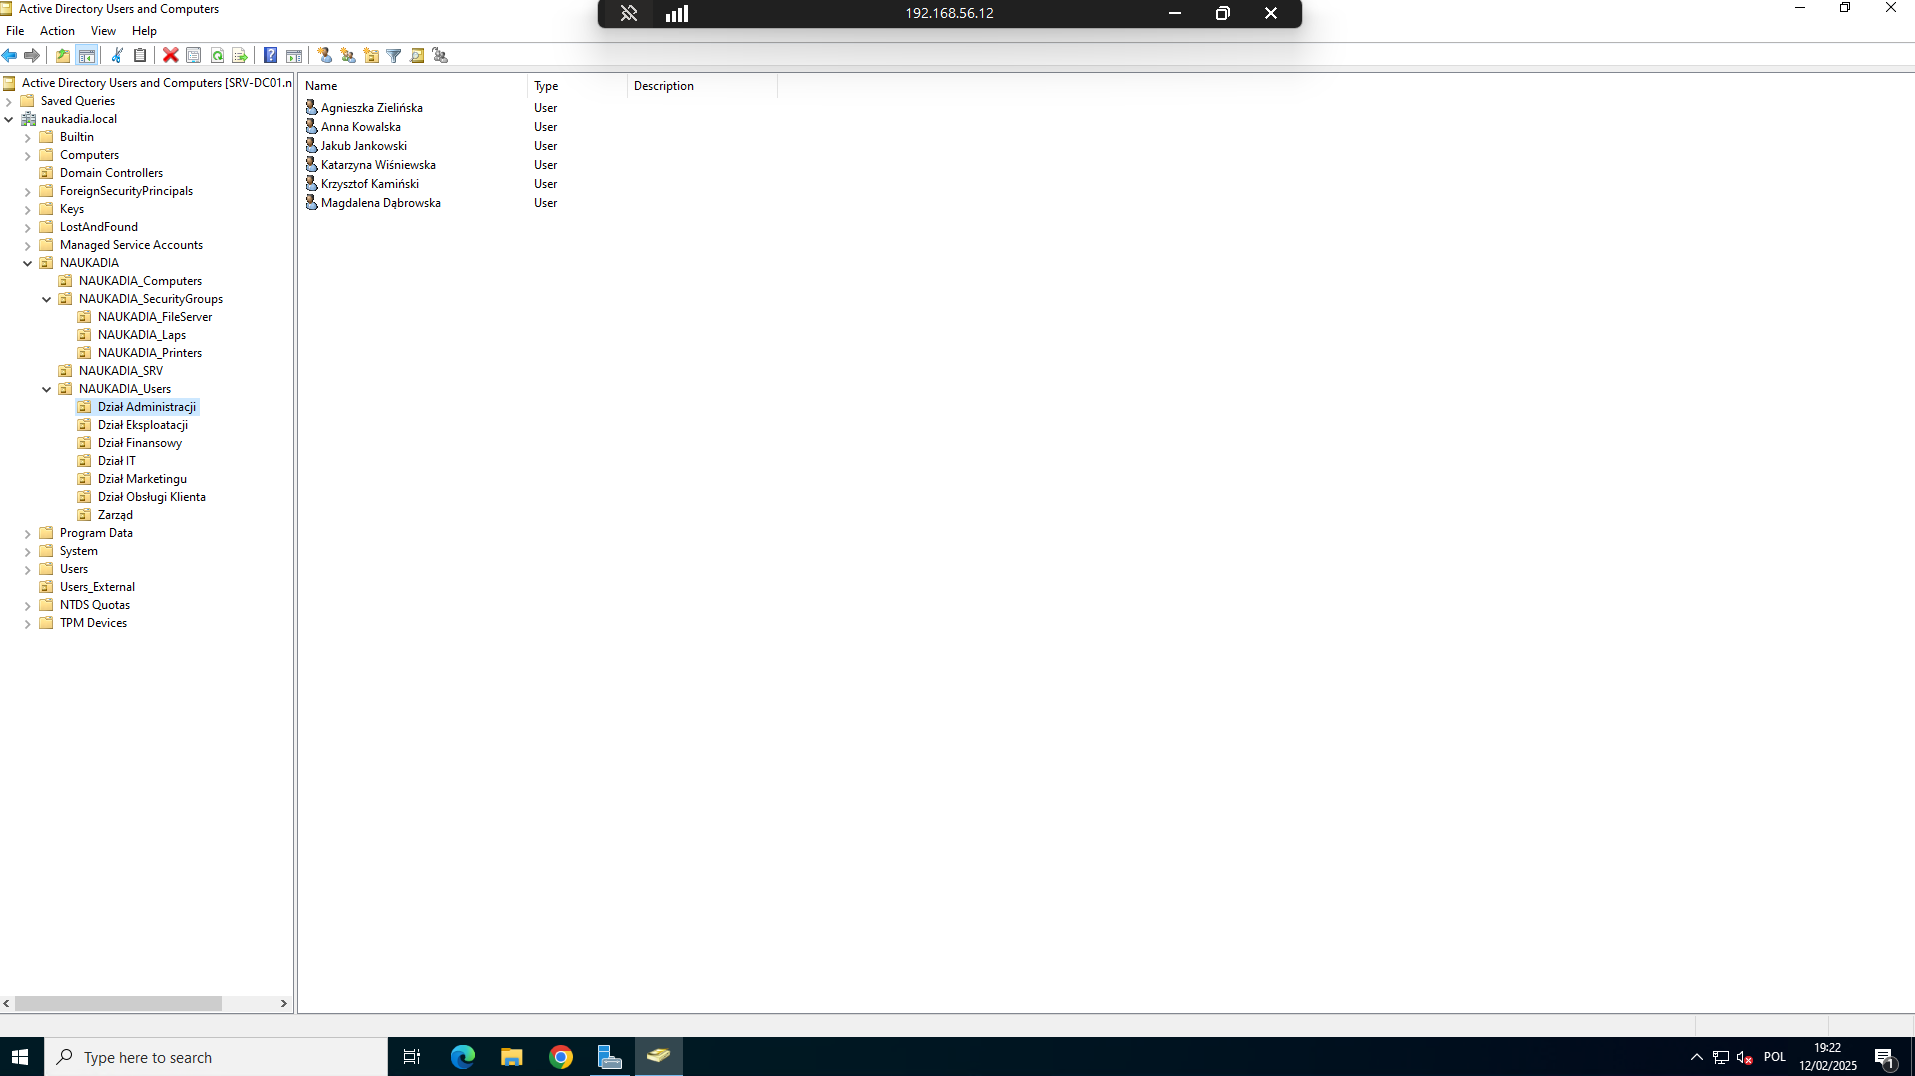 Active Directory Users and Computers
192.168.56.12
File Action View Help
Active Directory Users and Computers [SRV-DC01.n
Saved Queries
naukadia.local
Builtin
Computers
Domain Controllers
ForeignSecurityPrincipals
Keys
LostAndFound
Managed Service Accounts
NAUKADIA
NAUKADIA_Computers
NAUKADIA_SecurityGroups
NAUKADIA_FileServer
NAUKADIA_Laps
NAUKADIA_Printers
NAUKADIA_SRV
NAUKADIA_Users
Dział Administracji
Dział Eksploatacji
Dział Finansowy
Dział IT
Dział Marketingu
Dział Obsługi Klienta
Zarząd
Program Data
System
Users
Users_External
NTDS Quotas
TPM Devices
Name Type Description
Agnieszka Zielińska User
Anna Kowalska User
Jakub Jankowski User
Katarzyna Wiśniewska User
Krzysztof Kamiński User
Magdalena Dąbrowska User
Type here to search
POL
19:22
12/02/2025
1